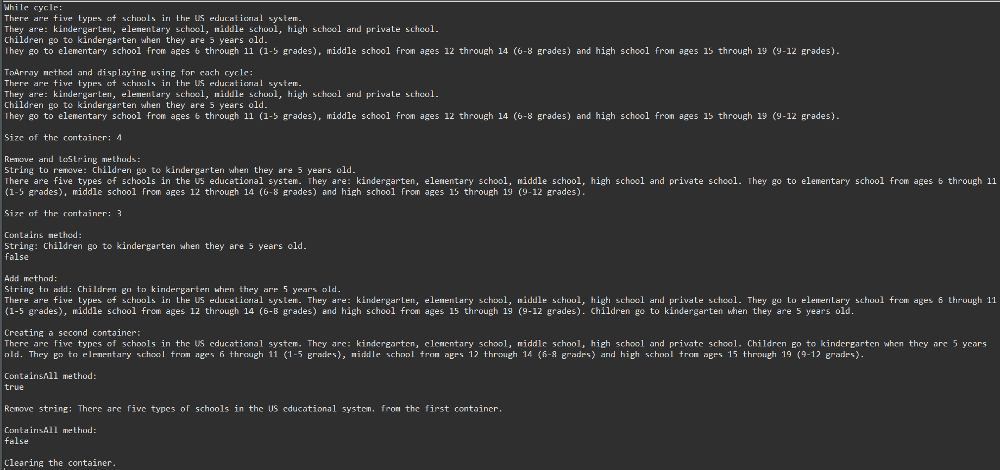 While cycle:
There are five types of schools in the US educational system.
They are: kindergarten, elementary school, middle school, high school and private school.
Children go to kindergarten when they are 5 years old.
They go to elementary school from ages 6 through 11 (1-5 grades), middle school from ages 12 through 14 (6-8 grades) and high school from ages 15 through 19 (9-12 grades).

ToArray method and displaying using for each cycle:
There are five types of schools in the US educational system.
They are: kindergarten, elementary school, middle school, high school and private school.
Children go to kindergarten when they are 5 years old.
They go to elementary school from ages 6 through 11 (1-5 grades), middle school from ages 12 through 14 (6-8 grades) and high school from ages 15 through 19 (9-12 grades).

Size of the container: 4

Remove and toString methods:
String to remove: Children go to kindergarten when they are 5 years old.
There are five types of schools in the US educational system. They are: kindergarten, elementary school, middle school, high school and private school. They go to elementary school from ages 6 through 11
(1-5 grades), middle school from ages 12 through 14 (6-8 grades) and high school from ages 15 through 19 (9-12 grades).

Size of the container: 3

Contains method:
String: Children go to kindergarten when they are 5 years old.
false

Add method:
String to add: Children go to kindergarten when they are 5 years old.
There are five types of schools in the US educational system. They are: kindergarten, elementary school, middle school, high school and private school. They go to elementary school from ages 6 through 11
(1-5 grades), middle school from ages 12 through 14 (6-8 grades) and high school from ages 15 through 19 (9-12 grades). Children go to kindergarten when they are 5 years old.

Creating a second container:
There are five types of schools in the US educational system. They are: kindergarten, elementary school, middle school, high school and private school. Children go to kindergarten when they are 5 years
old. They go to elementary school from ages 6 through 11 (1-5 grades), middle school from ages 12 through 14 (6-8 grades) and high school from ages 15 through 19 (9-12 grades).

ContainsAll method:
true

Remove string: There are five types of schools in the US educational system. from the first container.

ContainsAll method:
false

Clearing the container.